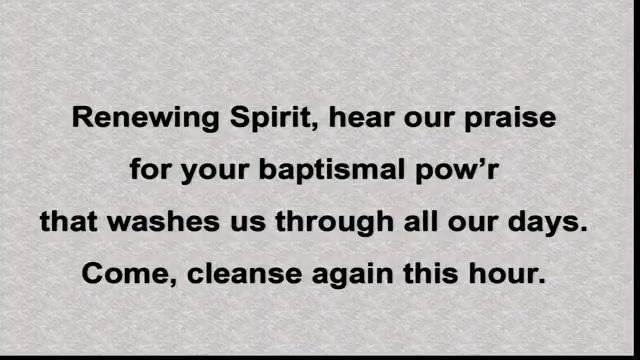 Renewing Spirit, hear our praise
for your baptismal pow’r
that washes us through all our days.
Come, cleanse again this hour.